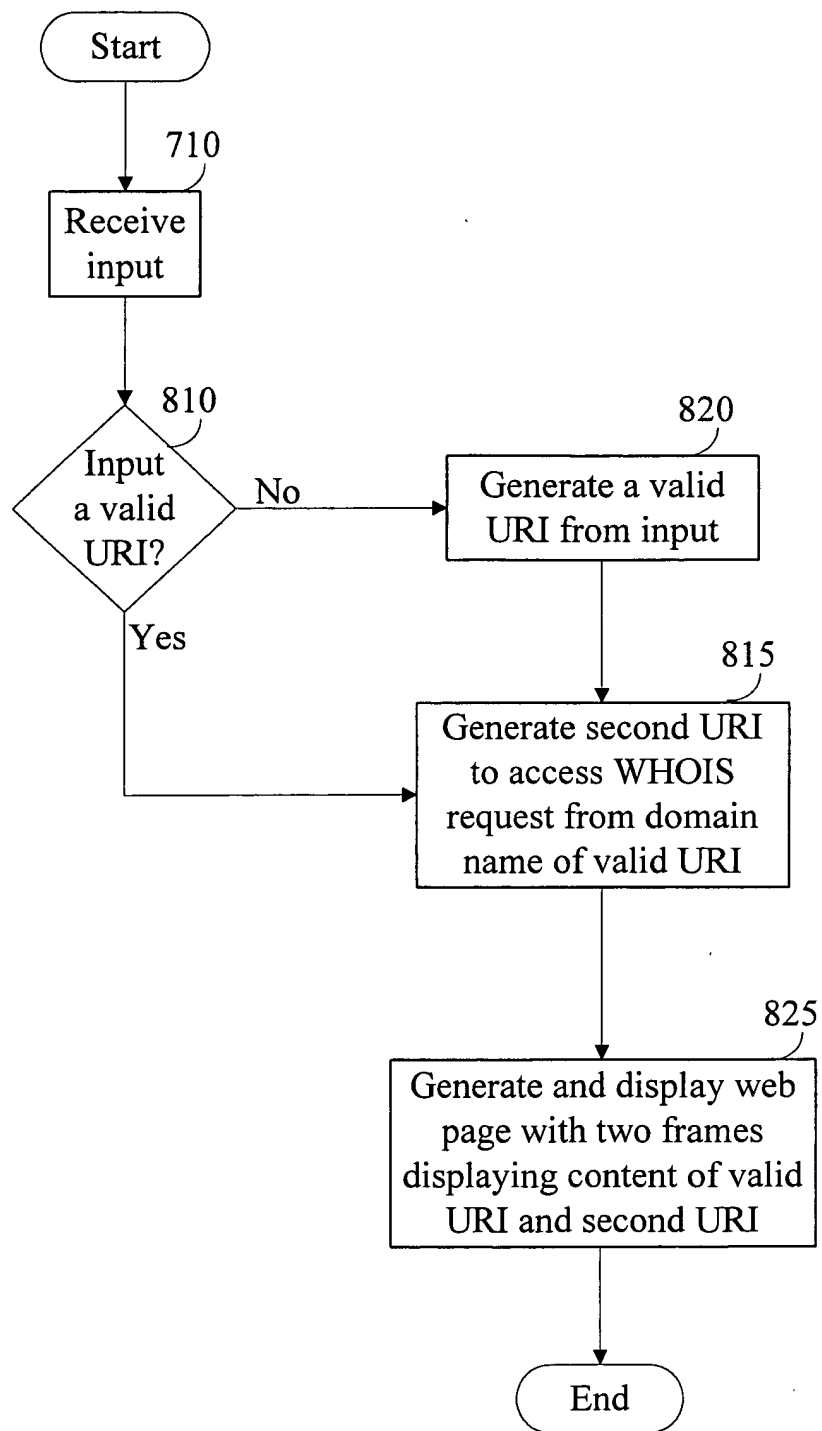 Start
710
Receive
input
810
Input
a valid
URI?
No
Yes
820
Generate a valid
URI from input
815
Generate second URI
to access WHOIS
request from domain
name of valid URI
825
Generate and display web
page with two frames
displaying content of valid
URI and second URI
End